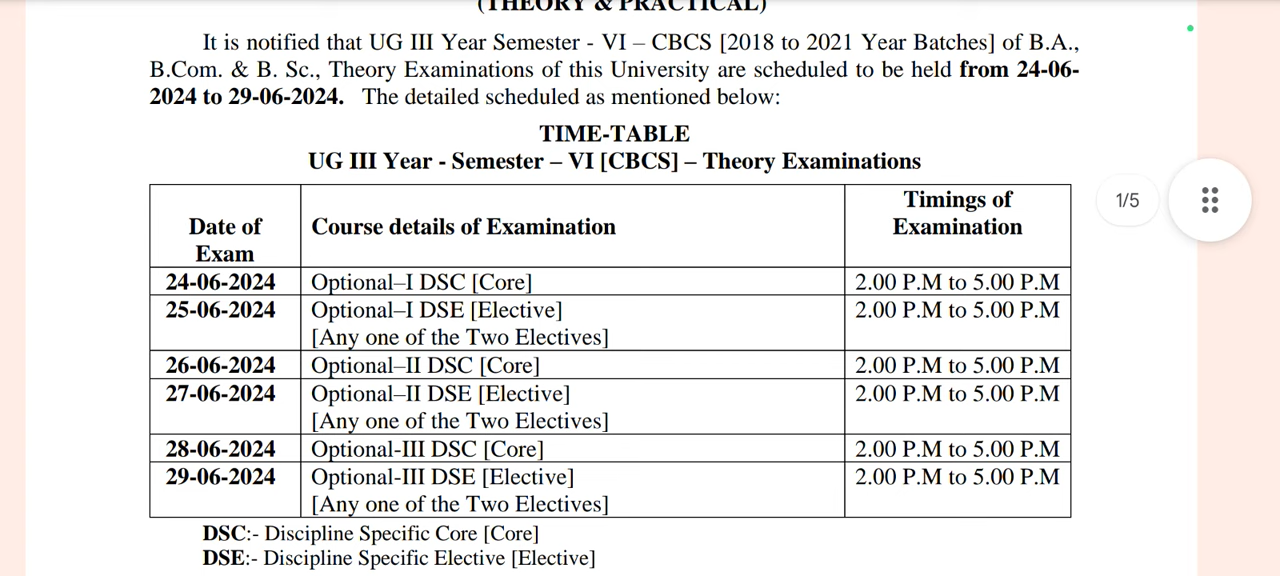 (THEORY & PRACTICAL)
It is notified that UG III Year Semester - VI – CBCS [2018 to 2021 Year Batches] of B.A.,
B.Com. & B. Sc., Theory Examinations of this University are scheduled to be held from 24-06-
2024 to 29-06-2024. The detailed scheduled as mentioned below:
TIME-TABLE
UG III Year - Semester – VI [CBCS] – Theory Examinations
Date of Exam Course details of Examination Timings of Examination
24-06-2024 Optional–I DSC [Core] 2.00 P.M to 5.00 P.M
25-06-2024 Optional–I DSE [Elective] 2.00 P.M to 5.00 P.M
[Any one of the Two Electives]
26-06-2024 Optional–II DSC [Core] 2.00 P.M to 5.00 P.M
27-06-2024 Optional–II DSE [Elective] 2.00 P.M to 5.00 P.M
[Any one of the Two Electives]
28-06-2024 Optional-III DSC [Core] 2.00 P.M to 5.00 P.M
29-06-2024 Optional-III DSE [Elective] 2.00 P.M to 5.00 P.M
[Any one of the Two Electives]
DSC:- Discipline Specific Core [Core]
DSE:- Discipline Specific Elective [Elective]
1/5